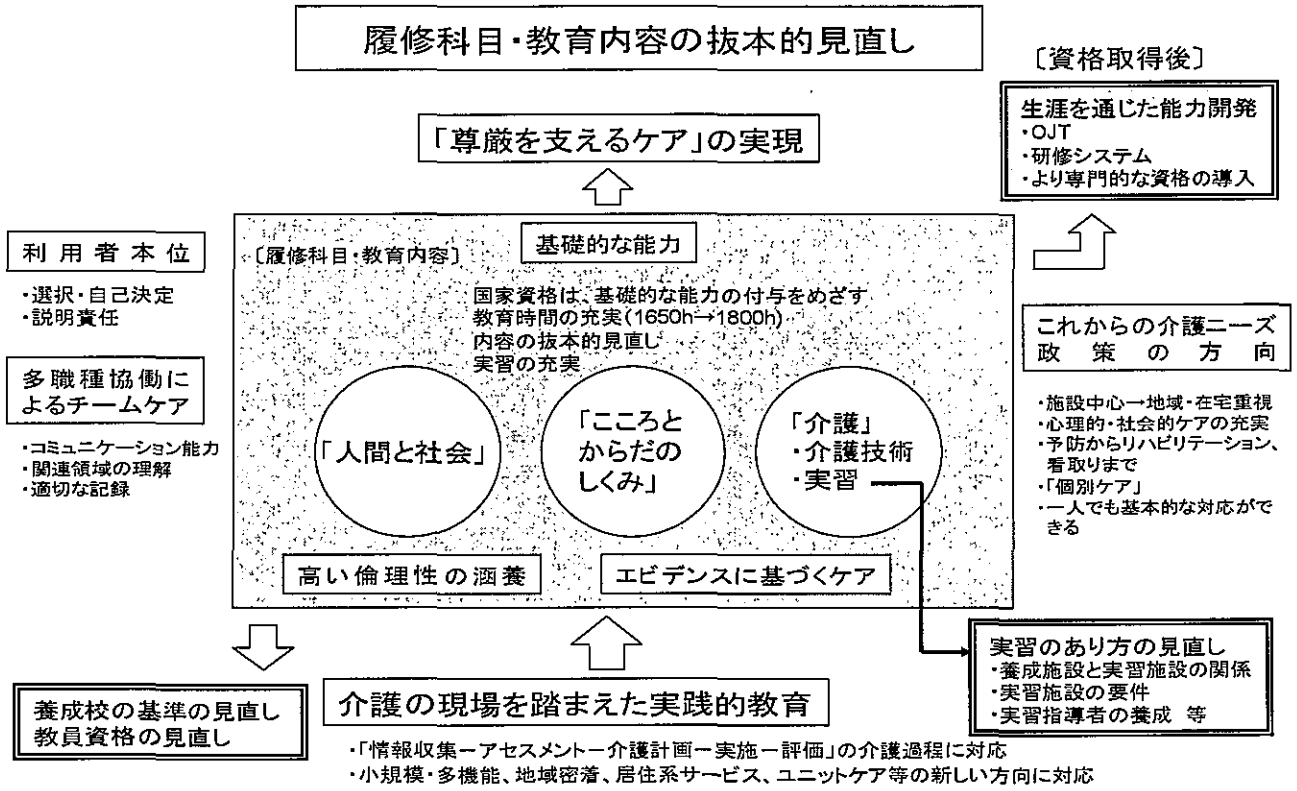 履修科目・教育内容の抜本的見直し
〔資格取得後〕
生涯を通じた能力開発
・OJT
・研修システム
・より専門的な資格の導入
「尊厳を支えるケア」の実現
利用者本位
・選択・自己決定
・説明責任
多職種協働に
よるチームケア
・コミュニケーション能力
・関連領域の理解
・適切な記録
〔履修科目・教育内容〕
基礎的な能力
国家資格は、基礎的な能力の付与をめざす
教育時間の充実(1650h→1800h)
内容の抜本的見直し
実習の充実
「人間と社会」
「こころと
からだの
しくみ」
「介護」
・介護技術
・実習
高い倫理性の涵養
エビデンスに基づくケア
これからの介護ニーズ
政策の方向
・施設中心→地域・在宅重視
・心理的・社会的ケアの充実
・予防からリハビリテーション、
看取りまで
・「個別ケア」
・一人でも基本的な対応がで
きる
養成校の基準の見直し
教員資格の見直し
介護の現場を踏まえた実践的教育
・「情報収集－アセスメント－介護計画－実施－評価」の介護過程に対応
・小規模・多機能、地域密着、居住系サービス、ユニットケア等の新しい方向に対応
実習のあり方の見直し
・養成施設と実習施設の関係
・実習施設の要件
・実習指導者の養成 等